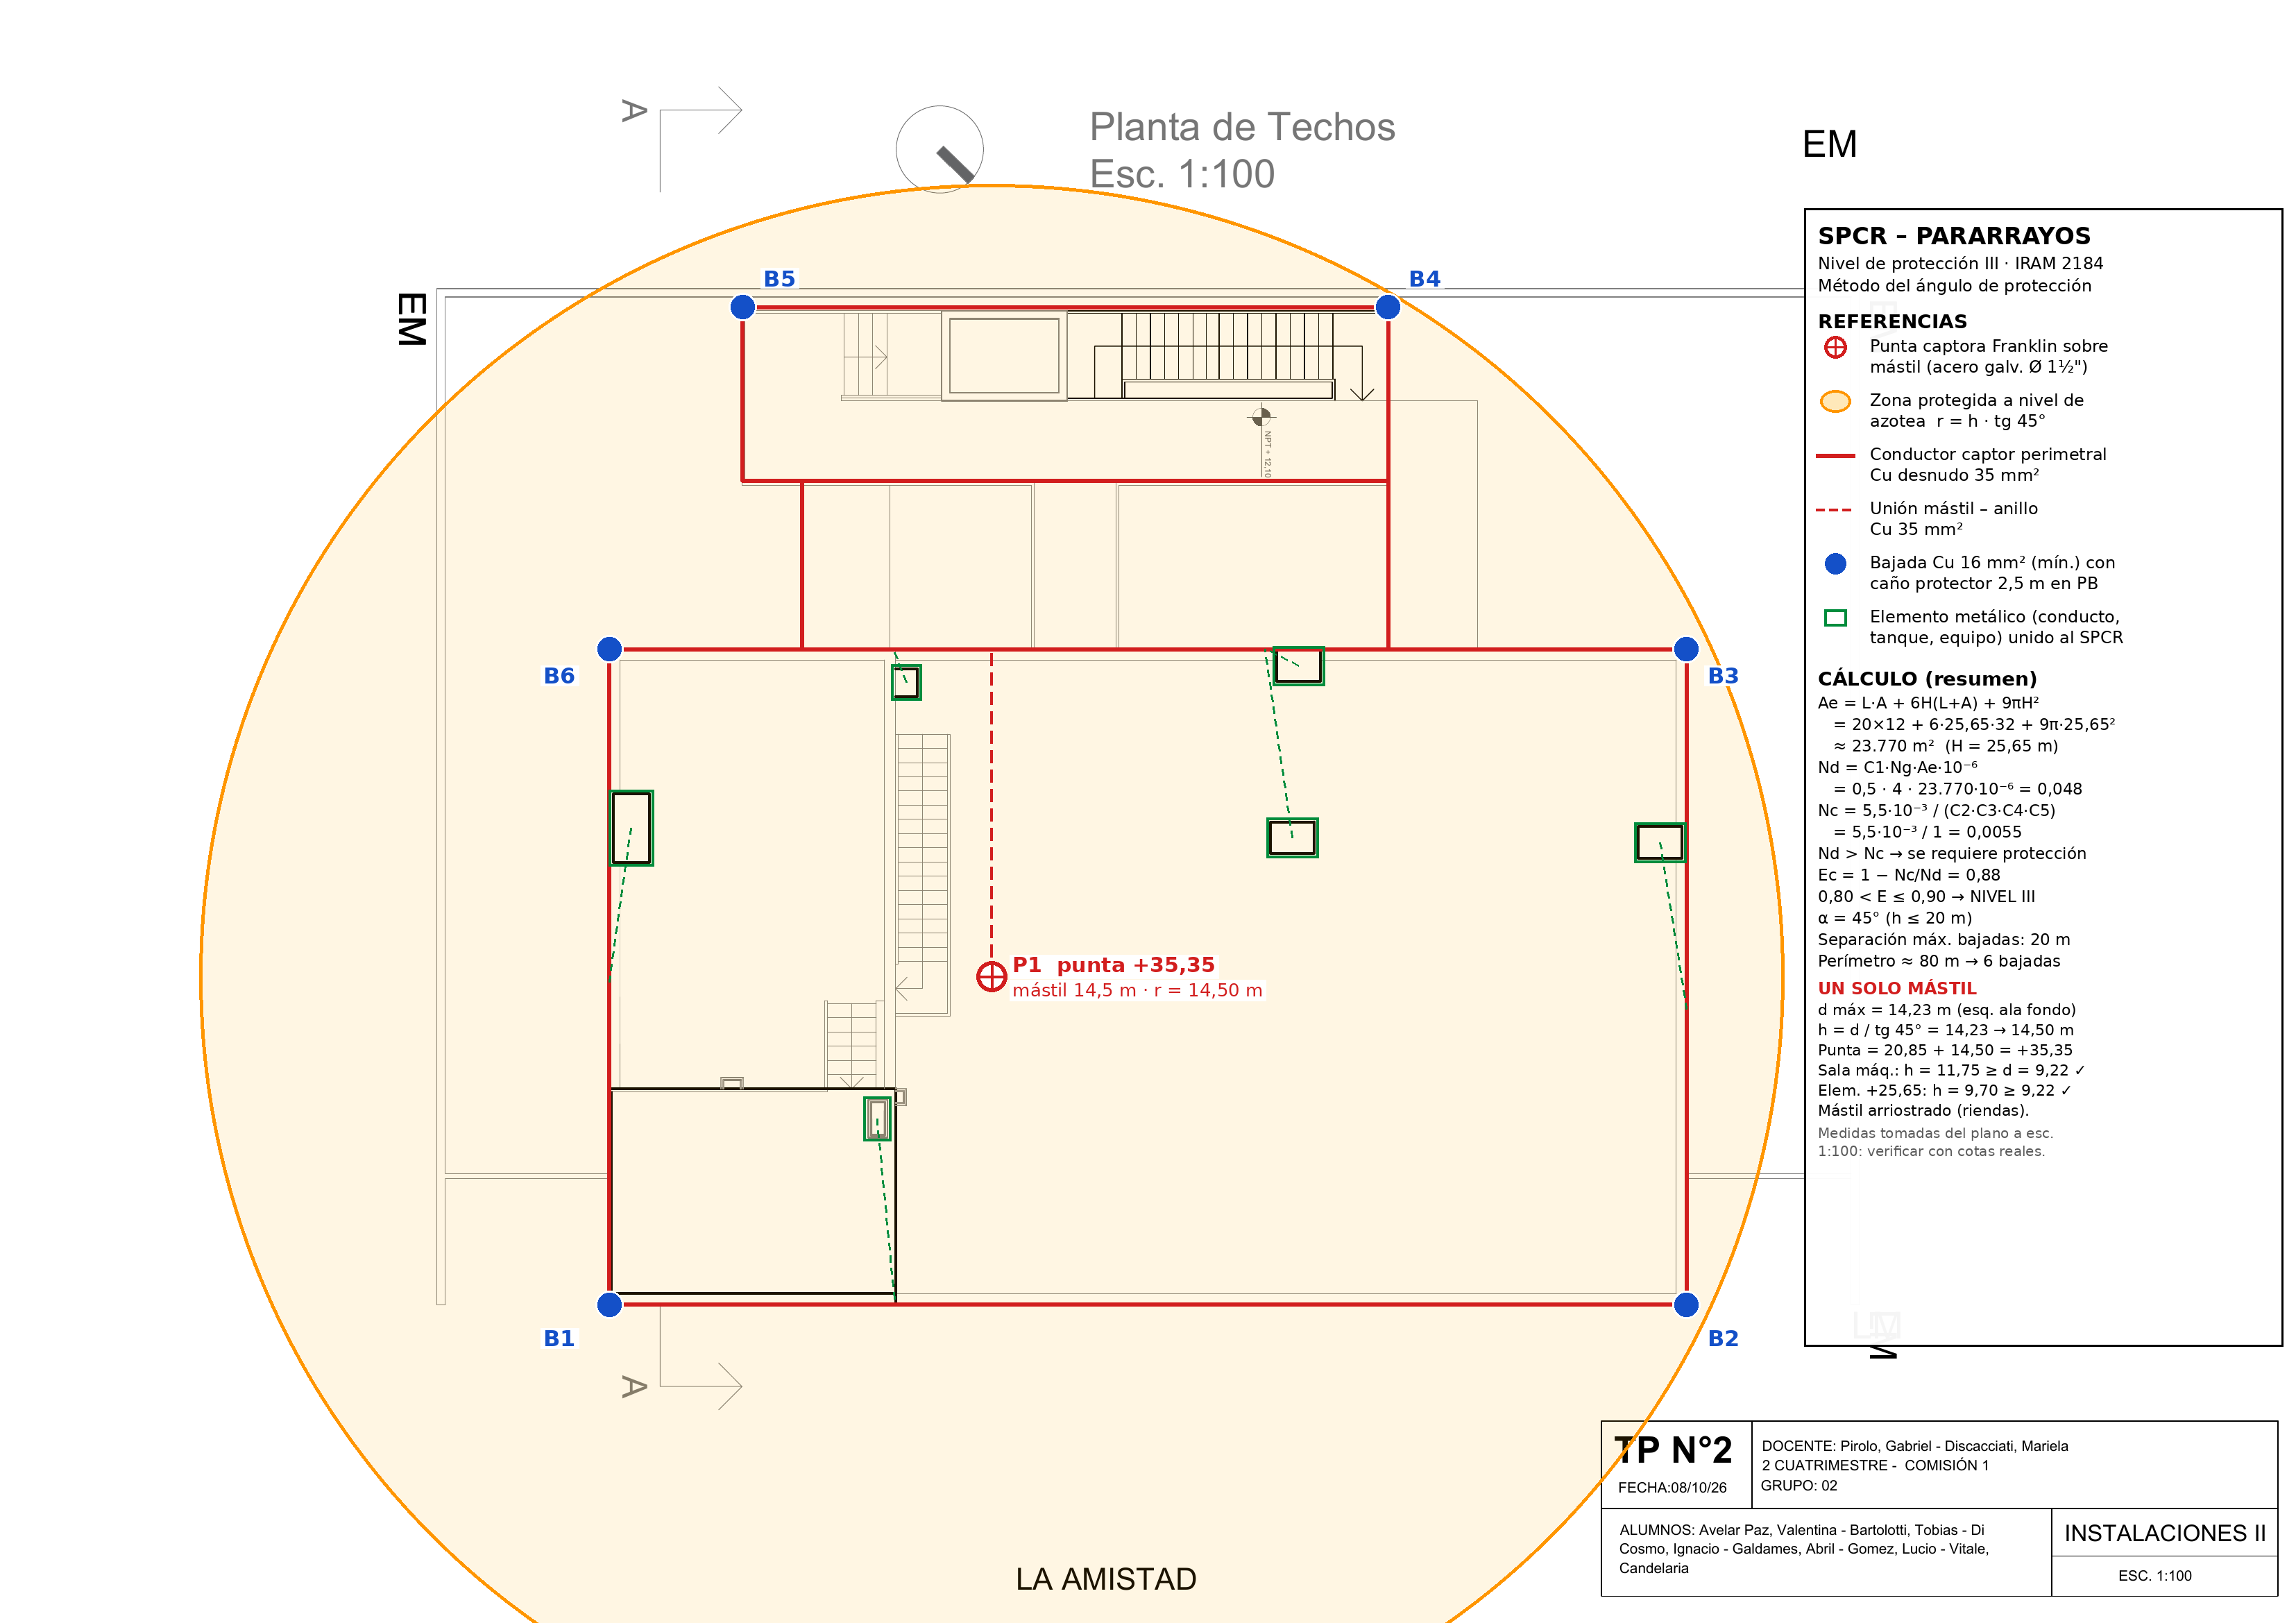 A
Planta de Techos
Esc. 1:100
EM
EM
B5
B4
NPT + 12,10
B6
B3
P1 punta +35,35
mástil 14,5 m · r = 14,50 m
B1
B2
A
LA AMISTAD
SPCR – PARARRAYOS
Nivel de protección III · IRAM 2184
Método del ángulo de protección
REFERENCIAS
Punta captora Franklin sobre
mástil (acero galv. Ø 1½")
Zona protegida a nivel de
azotea r = h · tg 45°
Conductor captor perimetral
Cu desnudo 35 mm²
Unión mástil – anillo
Cu 35 mm²
Bajada Cu 16 mm² (mín.) con
caño protector 2,5 m en PB
Elemento metálico (conducto,
tanque, equipo) unido al SPCR
CÁLCULO (resumen)
Ae = L·A + 6H(L+A) + 9πH²
= 20×12 + 6·25,65·32 + 9π·25,65²
≈ 23.770 m² (H = 25,65 m)
Nd = C1·Ng·Ae·10⁻⁶
= 0,5 · 4 · 23.770·10⁻⁶ = 0,048
Nc = 5,5·10⁻³ / (C2·C3·C4·C5)
= 5,5·10⁻³ / 1 = 0,0055
Nd > Nc → se requiere protección
Ec = 1 − Nc/Nd = 0,88
0,80 < E ≤ 0,90 → NIVEL III
α = 45° (h ≤ 20 m)
Separación máx. bajadas: 20 m
Perímetro ≈ 80 m → 6 bajadas
UN SOLO MÁSTIL
d máx = 14,23 m (esq. ala fondo)
h = d / tg 45° = 14,23 → 14,50 m
Punta = 20,85 + 14,50 = +35,35
Sala máq.: h = 11,75 ≥ d = 9,22 ✓
Elem. +25,65: h = 9,70 ≥ 9,22 ✓
Mástil arriostrado (riendas).
Medidas tomadas del plano a esc.
1:100: verificar con cotas reales.
TP N°2
FECHA:08/10/26
DOCENTE: Pirolo, Gabriel - Discacciati, Mariela
2 CUATRIMESTRE - COMISIÓN 1
GRUPO: 02
ALUMNOS: Avelar Paz, Valentina - Bartolotti, Tobias - Di
Cosmo, Ignacio - Galdames, Abril - Gomez, Lucio - Vitale,
Candelaria
INSTALACIONES II
ESC. 1:100